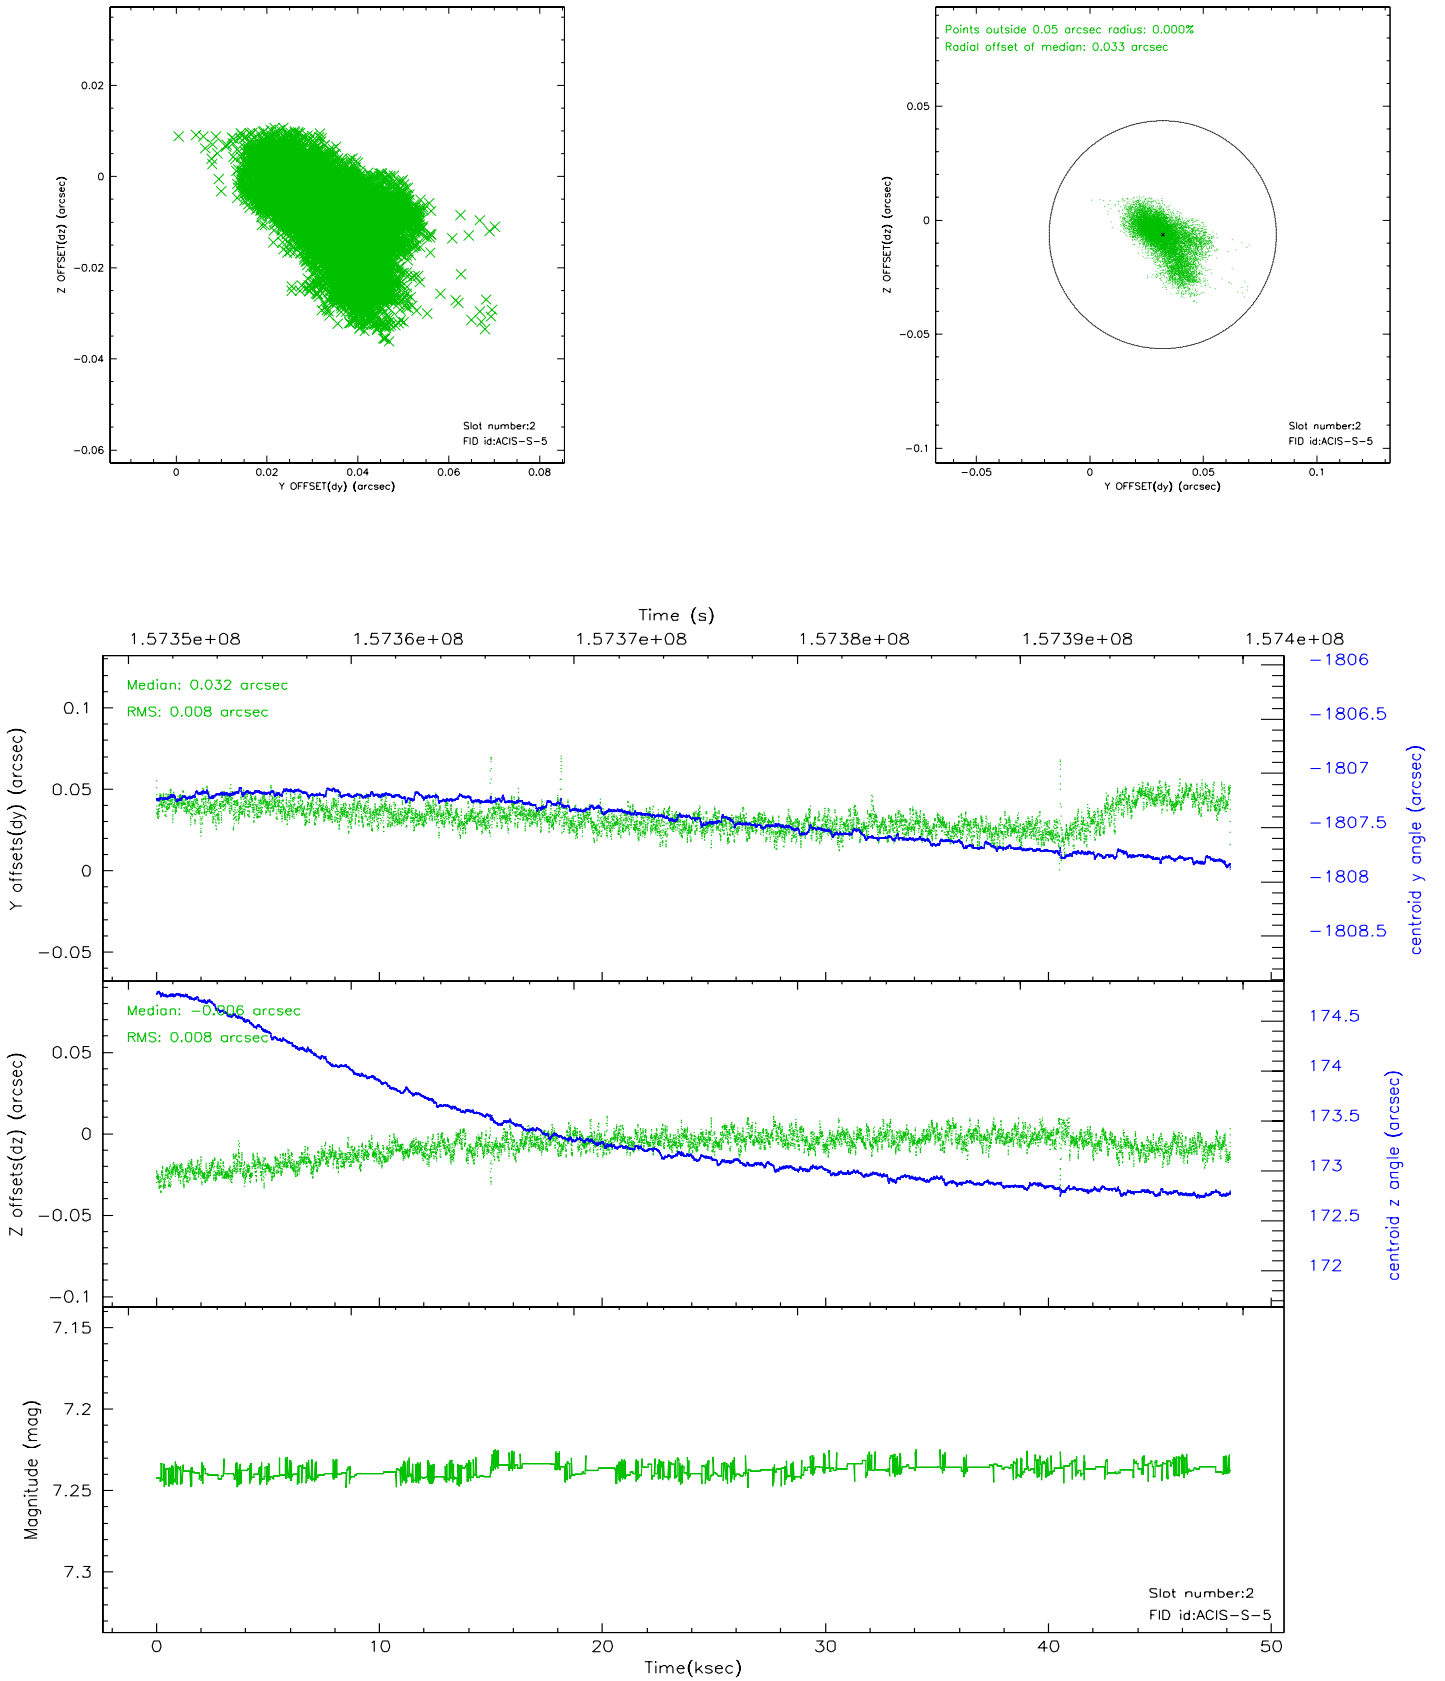 0.02
0
−0.02
−0.04
−0.06
Z OFFSET(dz) (arcsec)
Slot number:2
FID id:ACIS−S−5
0 0.02 0.04 0.06 0.08
Y OFFSET(dy) (arcsec)
Points outside 0.05 arcsec radius: 0.000%
Radial offset of median: 0.033 arcsec
0.05
0
−0.05
−0.1
Z OFFSET(dz) (arcsec)
Slot number:2
FID id:ACIS−S−5
−0.05 0 0.05 0.1
Y OFFSET(dy) (arcsec)
Time (s)
1.5735e+08 1.5736e+08 1.5737e+08 1.5738e+08 1.5739e+08 1.574e+08
Median: 0.032 arcsec
RMS: 0.008 arcsec
0.1
0.05
0
−0.05
Y offsets(dy) (arcsec)
−1806
−1806.5
−1807
−1807.5
−1808
−1808.5
centroid y angle (arcsec)
Median: −0.006 arcsec
RMS: 0.008 arcsec
0.05
0
−0.05
−0.1
Z offsets(dz) (arcsec)
174.5
174
173.5
173
172.5
172
centroid z angle (arcsec)
7.15
7.2
7.25
7.3
Magnitude (mag)
Slot number:2
FID id:ACIS−S−5
0 10 20 30 40 50
Time(ksec)